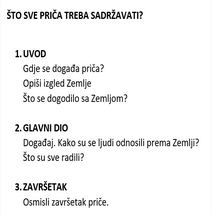 ŠTO SVE PRIČA TREBA SADRŽAVATI?
1. UVOD
Gdje se događa priča?
Opiši izgled Zemlje
Što se dogodilo sa Zemljom?
2. GLAVNI DIO
Događaj. Kako su se ljudi odnosili prema Zemlji?
Što su sve radili?
3. ZAVRŠETAK
Osmisli završetak priče.